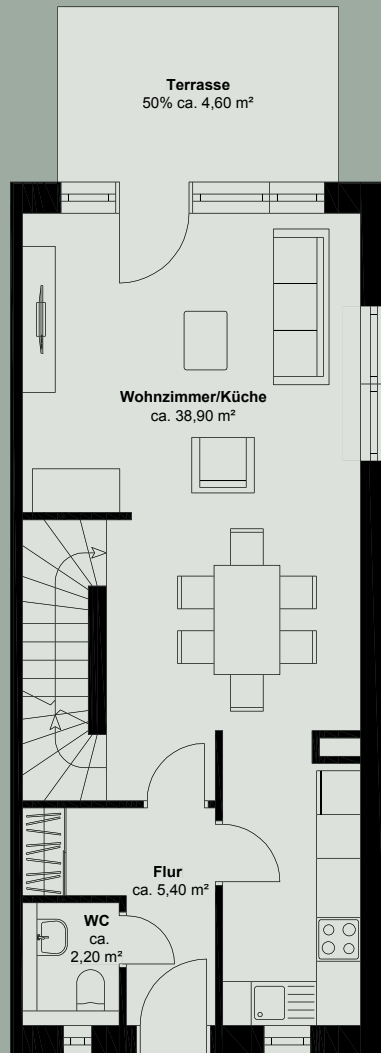 Terrasse
50% ca. 4,60 m²
Wohnzimmer/Küche
ca. 38,90 m²
Flur
ca. 5,40 m²
WC
ca.
2,20 m²